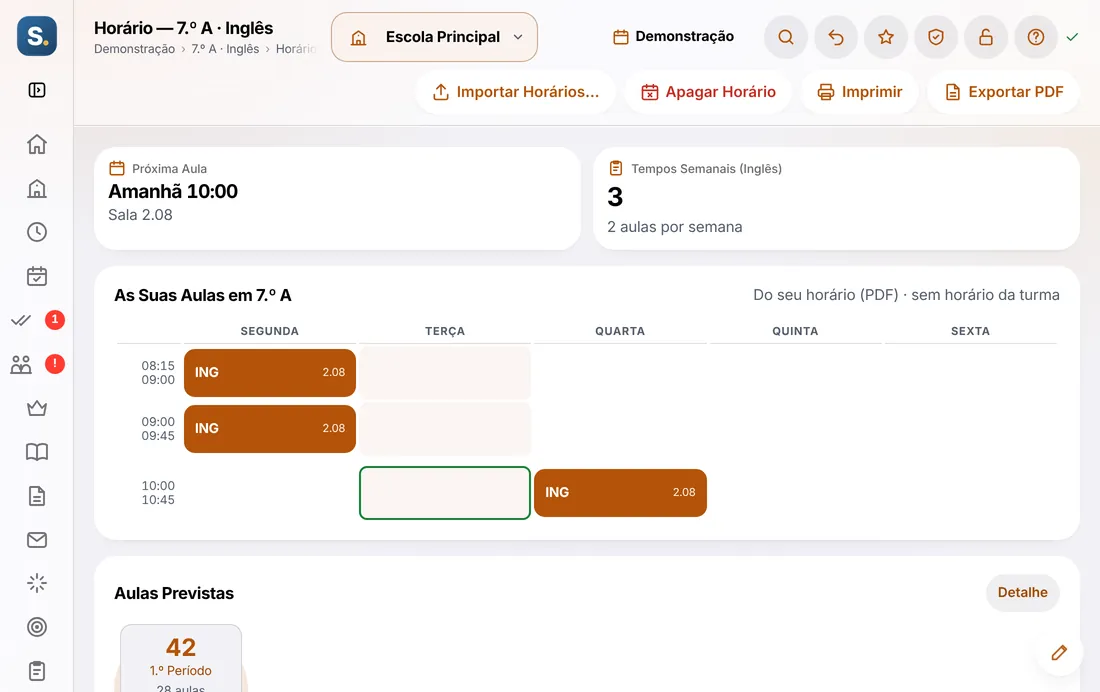 S.
Horário — 7.º A · Inglês
Demonstração › 7.º A · Inglês › Horário
Escola Principal
Demonstração
Importar Horários...
Apagar Horário
Imprimir
Exportar PDF
1
!
Próxima Aula
Amanhã 10:00
Sala 2.08
Tempos Semanais (Inglês)
3
2 aulas por semana
As Suas Aulas em 7.º A
Do seu horário (PDF) · sem horário da turma
SEGUNDA TERÇA QUARTA QUINTA SEXTA
08:15
09:00
ING 2.08
09:00
09:45
ING 2.08
10:00
10:45
ING 2.08
Aulas Previstas
Detalhe
42
1.º Período
28 aulas